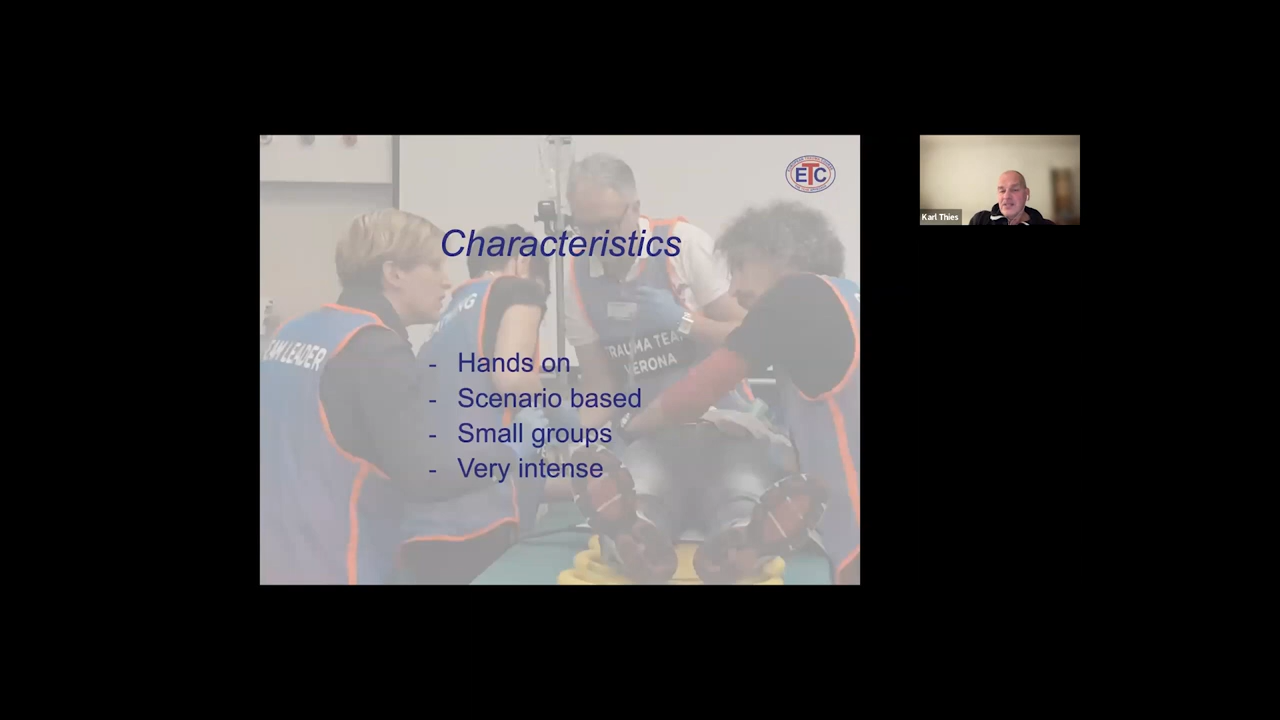 ETC
Characteristics
TEAM LEADER
TRAUMA TEAM
VERONA
- Hands on
- Scenario based
- Small groups
- Very intense
Karl Thies